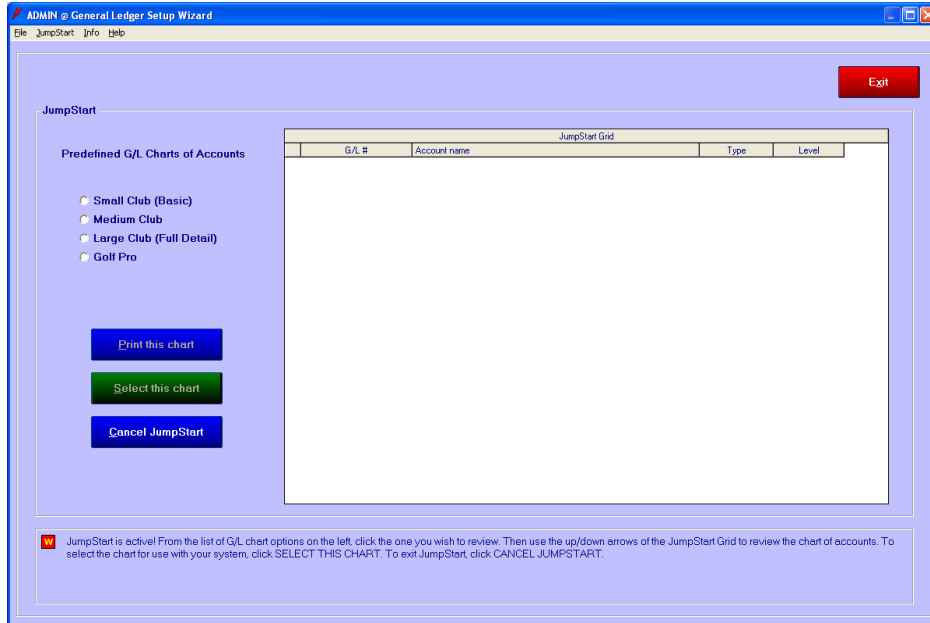 ADMIN @ General Ledger Setup Wizard
File JumpStart Info Help
Exit
JumpStart
Predefined G/L Charts of Accounts
Small Club (Basic)
Medium Club
Large Club (Full Detail)
Golf Pro
Print this chart
Select this chart
Cancel JumpStart
JumpStart Grid
G/L # Account name Type Level
W
JumpStart is active! From the list of G/L chart options on the left, click the one you wish to review. Then use the up/down arrows of the JumpStart Grid to review the chart of accounts. To
select the chart for use with your system, click SELECT THIS CHART. To exit JumpStart, click CANCEL JUMPSTART.